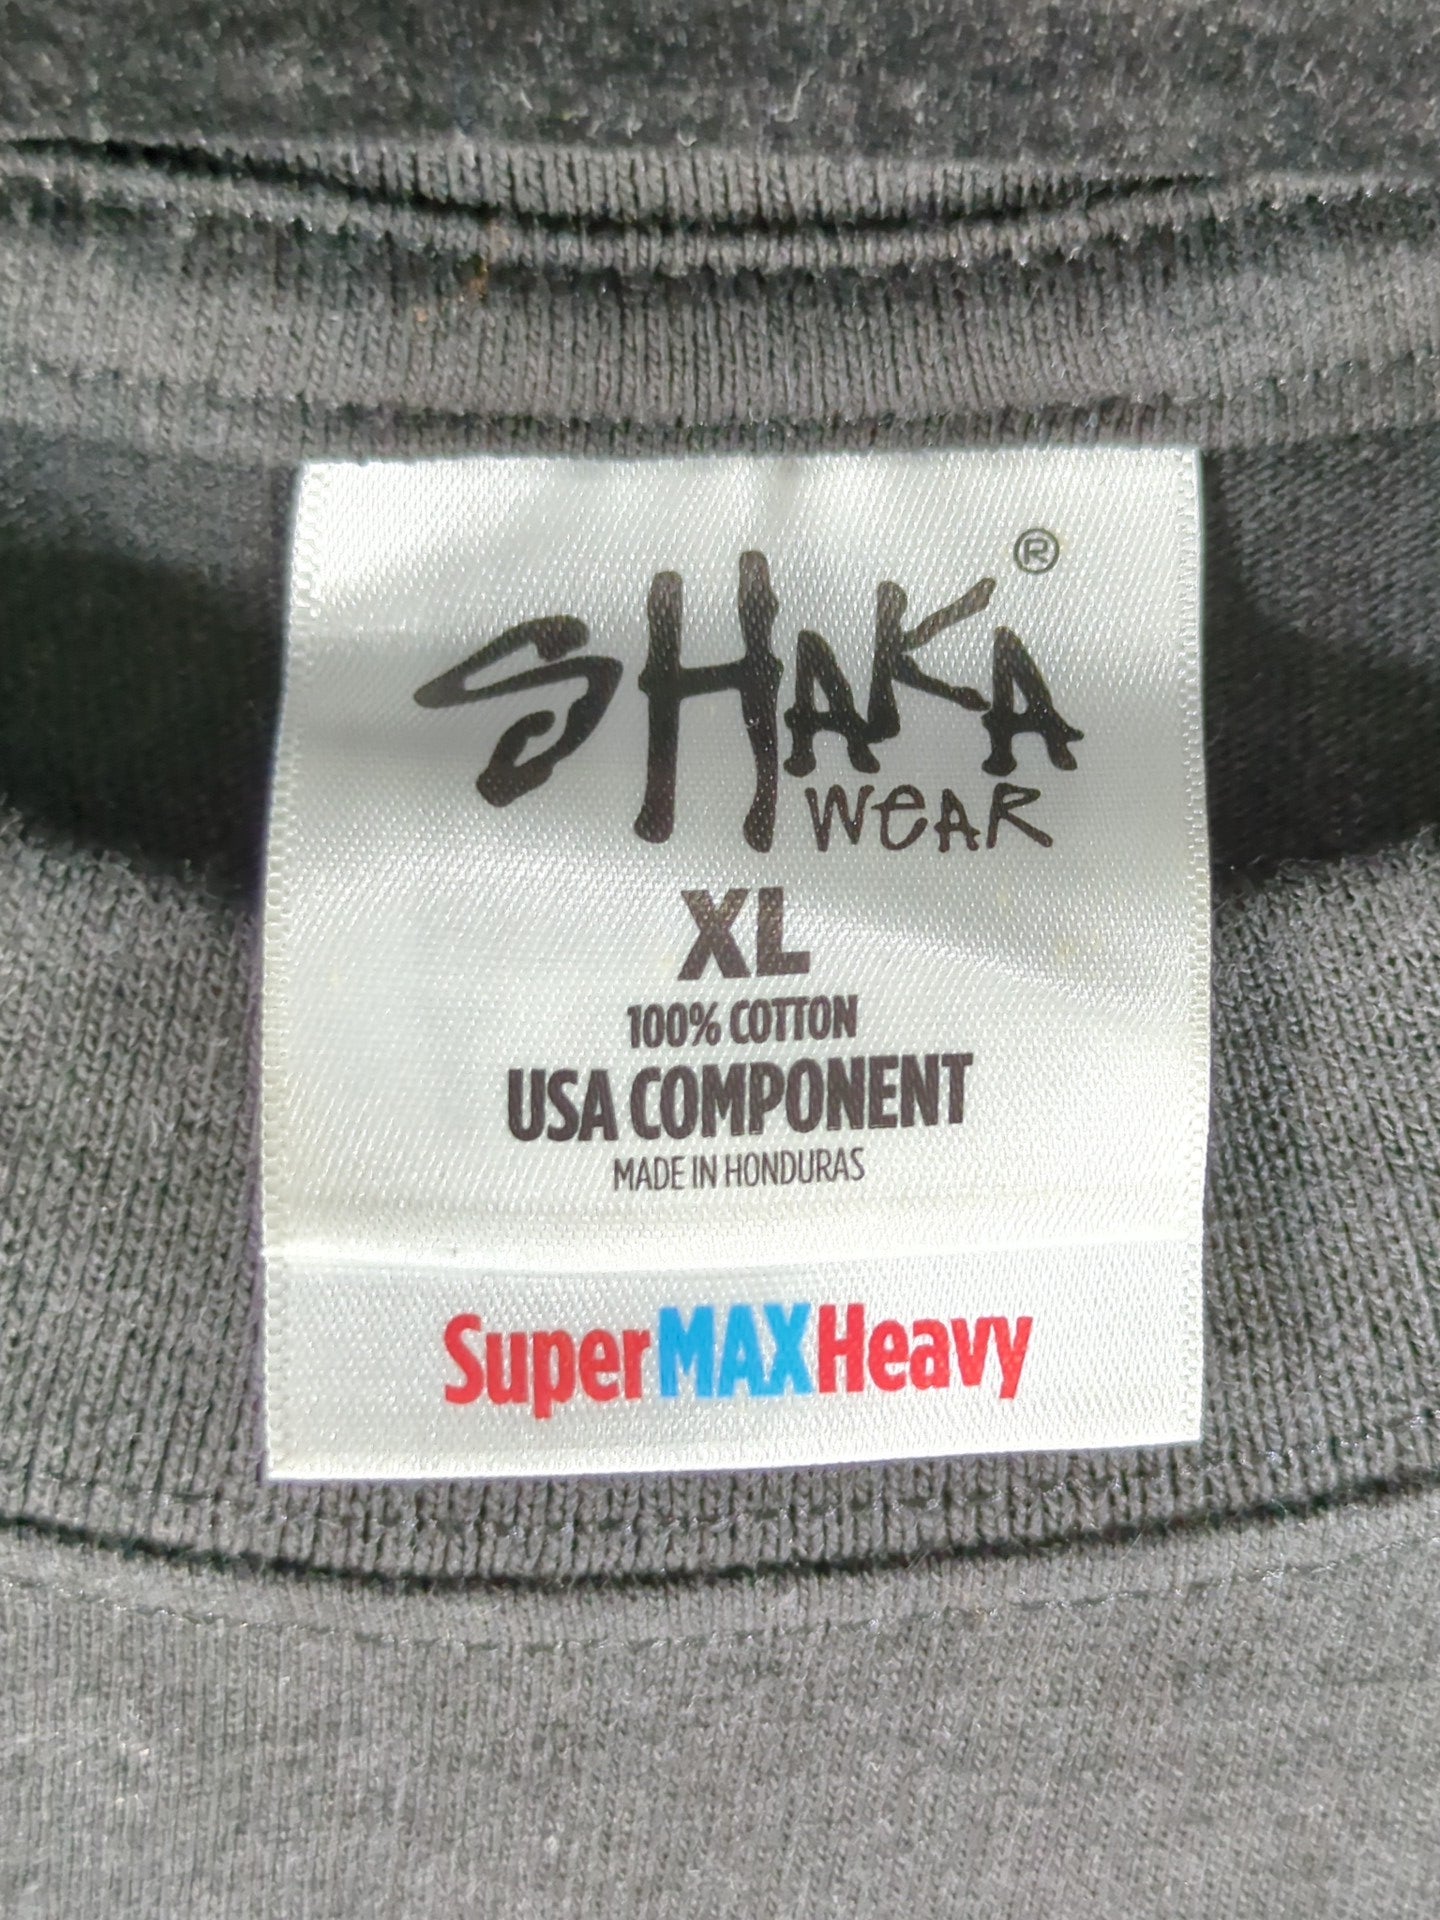 SHAKA ®
WeAR
XL
100% COTTON
USA COMPONENT
MADE IN HONDURAS
SuperMAXHeavy